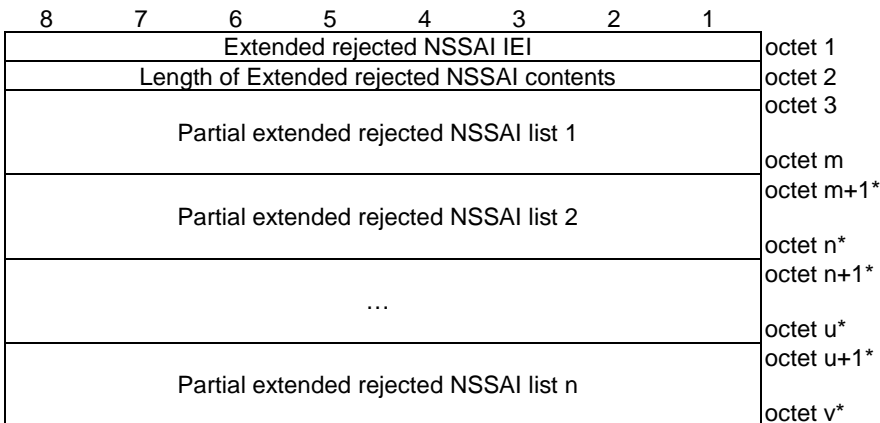 8 7 6 5 4 3 2 1
Extended rejected NSSAI IEI octet 1
Length of Extended rejected NSSAI contents octet 2
octet 3
Partial extended rejected NSSAI list 1
octet m
octet m+1*
Partial extended rejected NSSAI list 2
octet n*
octet n+1*
…
octet u*
octet u+1*
Partial extended rejected NSSAI list n
octet v*